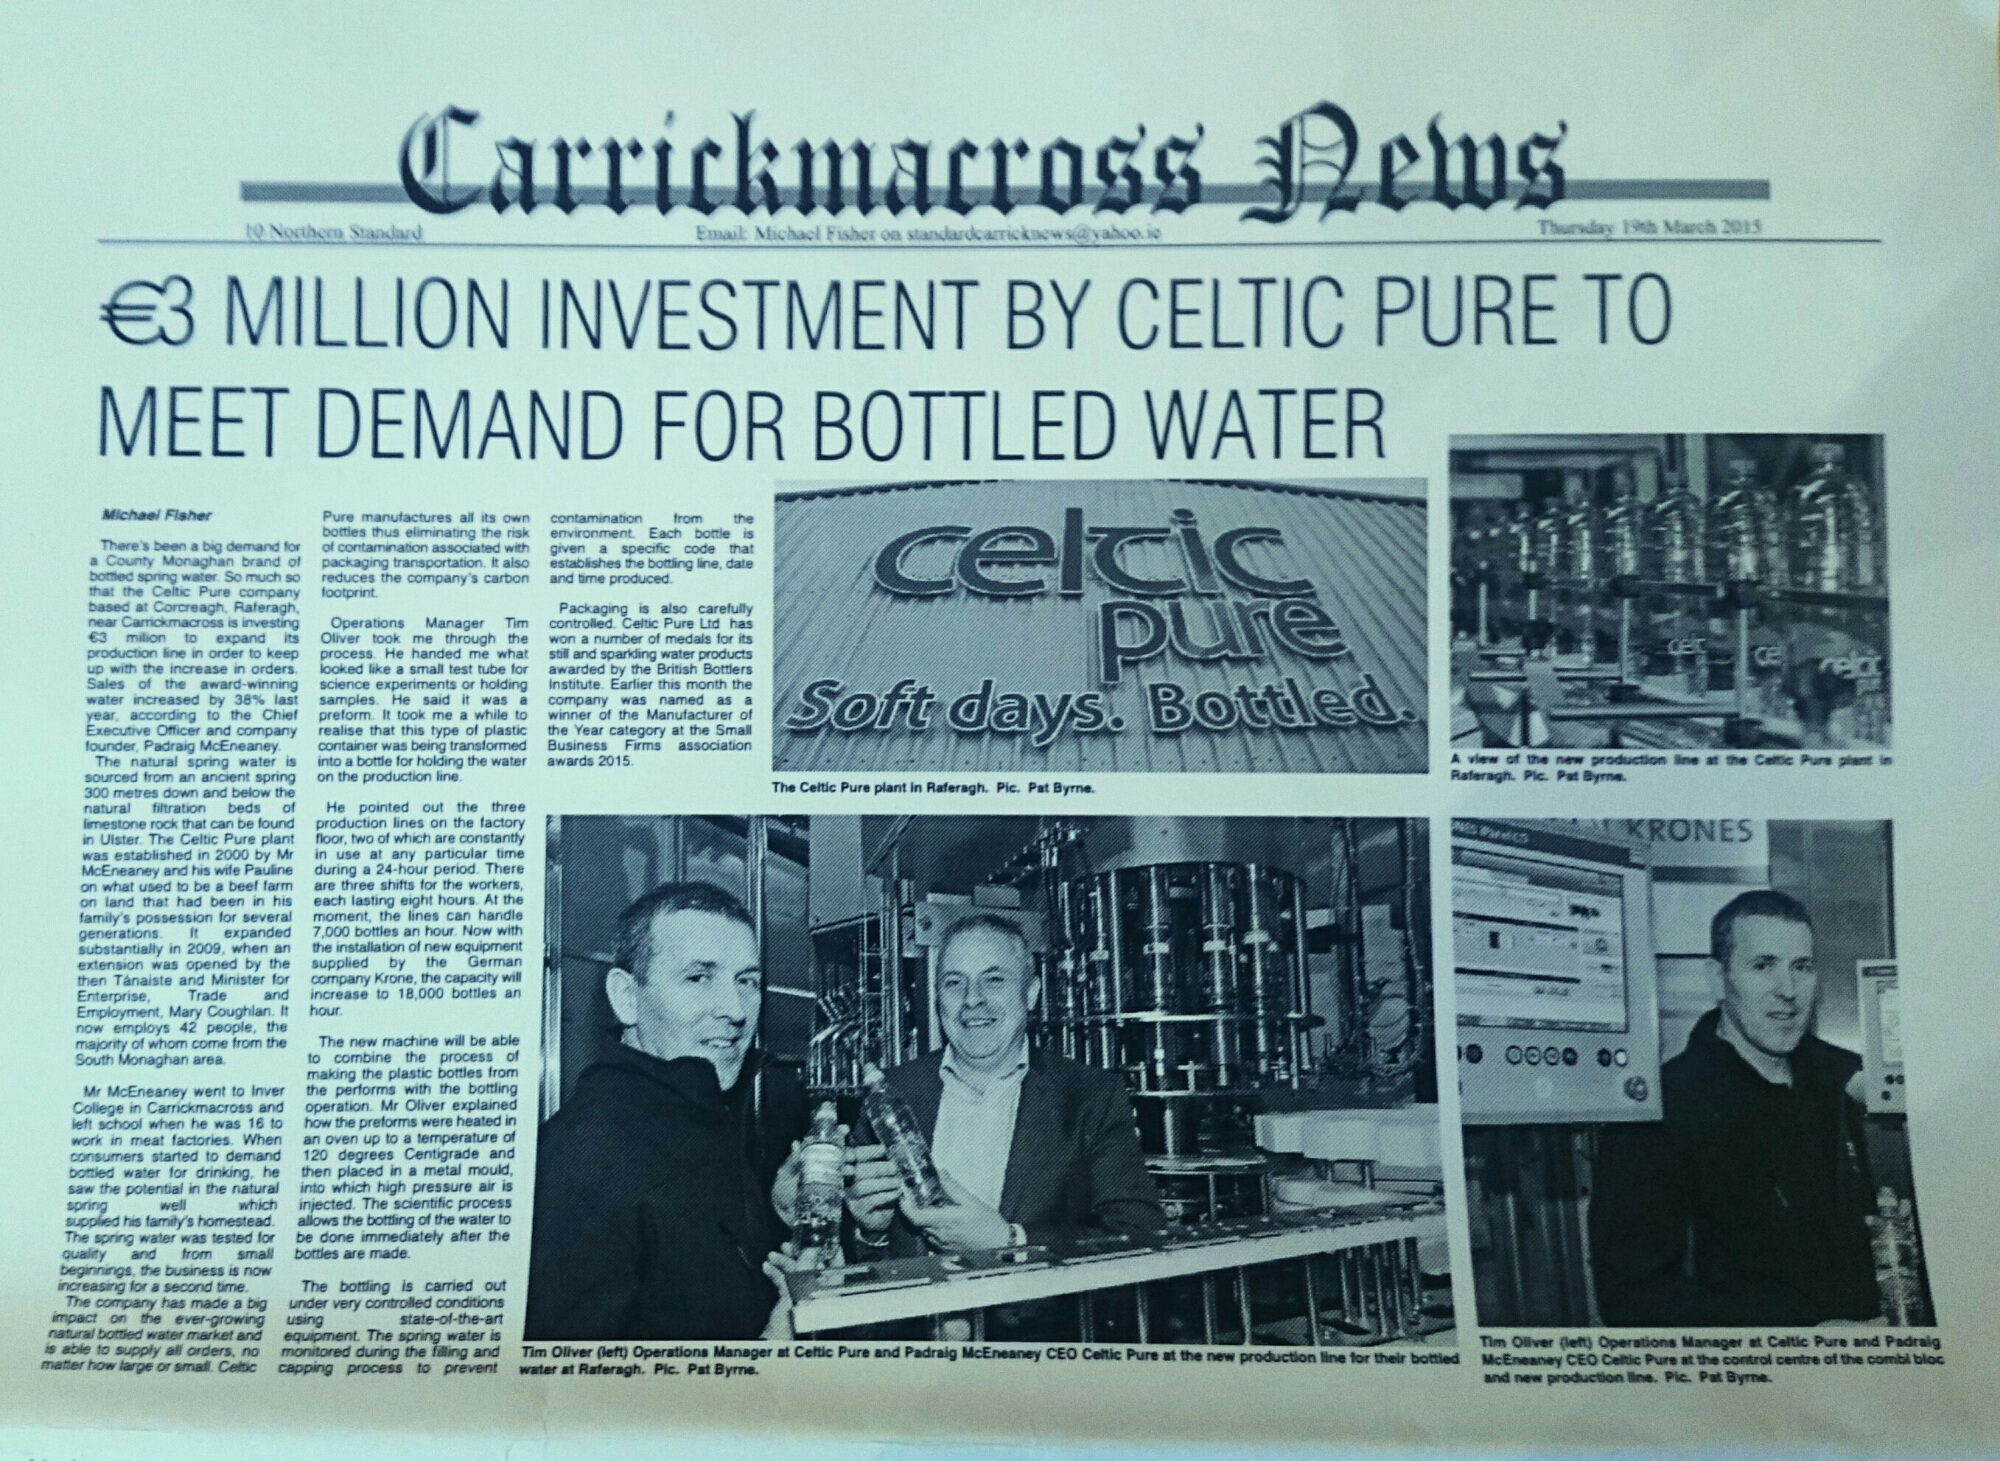 Carrickmacross News
10 Northern Standard
Email: Michael Fisher on standardcarricknews@yahoo.ie
Thursday 19th March 2015
€3 MILLION INVESTMENT BY CELTIC PURE TO
MEET DEMAND FOR BOTTLED WATER
Michael Fisher
There's been a big demand for
a County Monaghan brand of
bottled spring water. So much so
that the Celtic Pure company
based at Corcreagh, Raferagh,
near Carrickmacross is investing
€3 milion to expand its
production line in order to keep
up with the increase in orders.
Sales of the award-winning
water increased by 38% last
year, according to the Chief
Executive Officer and company
founder, Padraig McEneaney.
The natural spring water is
sourced from an ancient spring
300 metres down and below the
natural filtration beds of
limestone rock that can be found
in Ulster. The Celtic Pure plant
was established in 2000 by Mr
McEneaney and his wife Pauline
on what used to be a beef farm
on land that had been in his
family's possession for several
generations. It expanded
substantially in 2009, when an
extension was opened by the
then Tánaiste and Minister for
Enterprise, Trade and
Employment, Mary Coughlan. It
now employs 42 people, the
majority of whom come from the
South Monaghan area.
Mr McEneaney went to Inver
College in Carrickmacross and
left school when he was 16 to
work in meat factories. When
consumers started to demand
bottled water for drinking, he
saw the potential in the natural
spring well which
supplied his family's homestead.
The spring water was tested for
quality and from small
beginnings, the business is now
increasing for a second time.
The company has made a big
impact on the ever-growing
natural bottled water market and
is able to supply all orders, no
matter how large or small. Celtic
Pure manufactures all its own
bottles thus eliminating the risk
of contamination associated with
packaging transportation. It also
reduces the company's carbon
footprint.
Operations Manager Tim
Oliver took me through the
process. He handed me what
looked like a small test tube for
science experiments or holding
samples. He said it was a
preform. It took me a while to
realise that this type of plastic
container was being transformed
into a bottle for holding the water
on the production line.
He pointed out the three
production lines on the factory
floor, two of which are constantly
in use at any particular time
during a 24-hour period. There
are three shifts for the workers,
each lasting eight hours. At the
moment, the lines can handle
7,000 bottles an hour. Now with
the installation of new equipment
supplied by the German
company Krone, the capacity will
increase to 18,000 bottles an
hour.
The new machine will be able
to combine the process of
making the plastic bottles from
the performs with the bottling
operation. Mr Oliver explained
how the preforms were heated in
an oven up to a temperature of
120 degrees Centigrade and
then placed in a metal mould,
into which high pressure air is
injected. The scientific process
allows the bottling of the water to
be done immediately after the
bottles are made.
The bottling is carried out
under very controlled conditions
using state-of-the-art
equipment. The spring water is
monitored during the filling and
capping process to prevent
contamination from the
environment. Each bottle is
given a specific code that
establishes the bottling line, date
and time produced.
Packaging is also carefully
controlled. Celtic Pure Ltd has
won a number of medals for its
still and sparkling water products
awarded by the British Bottlers
Institute. Earlier this month the
company was named as a
winner of the Manufacturer of
the Year category at the Small
Business Firms association
awards 2015.
celtic
pure
Soft days. Bottled.
The Celtic Pure plant in Raferagh. Pic. Pat Byrne.
A view of the new production line at the Celtic Pure plant in
Raferagh. Pic. Pat Byrne.
KRONES
Tim Oliver (left) Operations Manager at Celtic Pure and Padraig McEneaney CEO Celtic Pure at the new production line for their bottled
water at Raferagh. Pic. Pat Byrne.
Tim Oliver (left) Operations Manager at Celtic Pure and Padraig
McEneaney CEO Celtic Pure at the control centre of the combi bloc
and new production line. Pic. Pat Byrne.